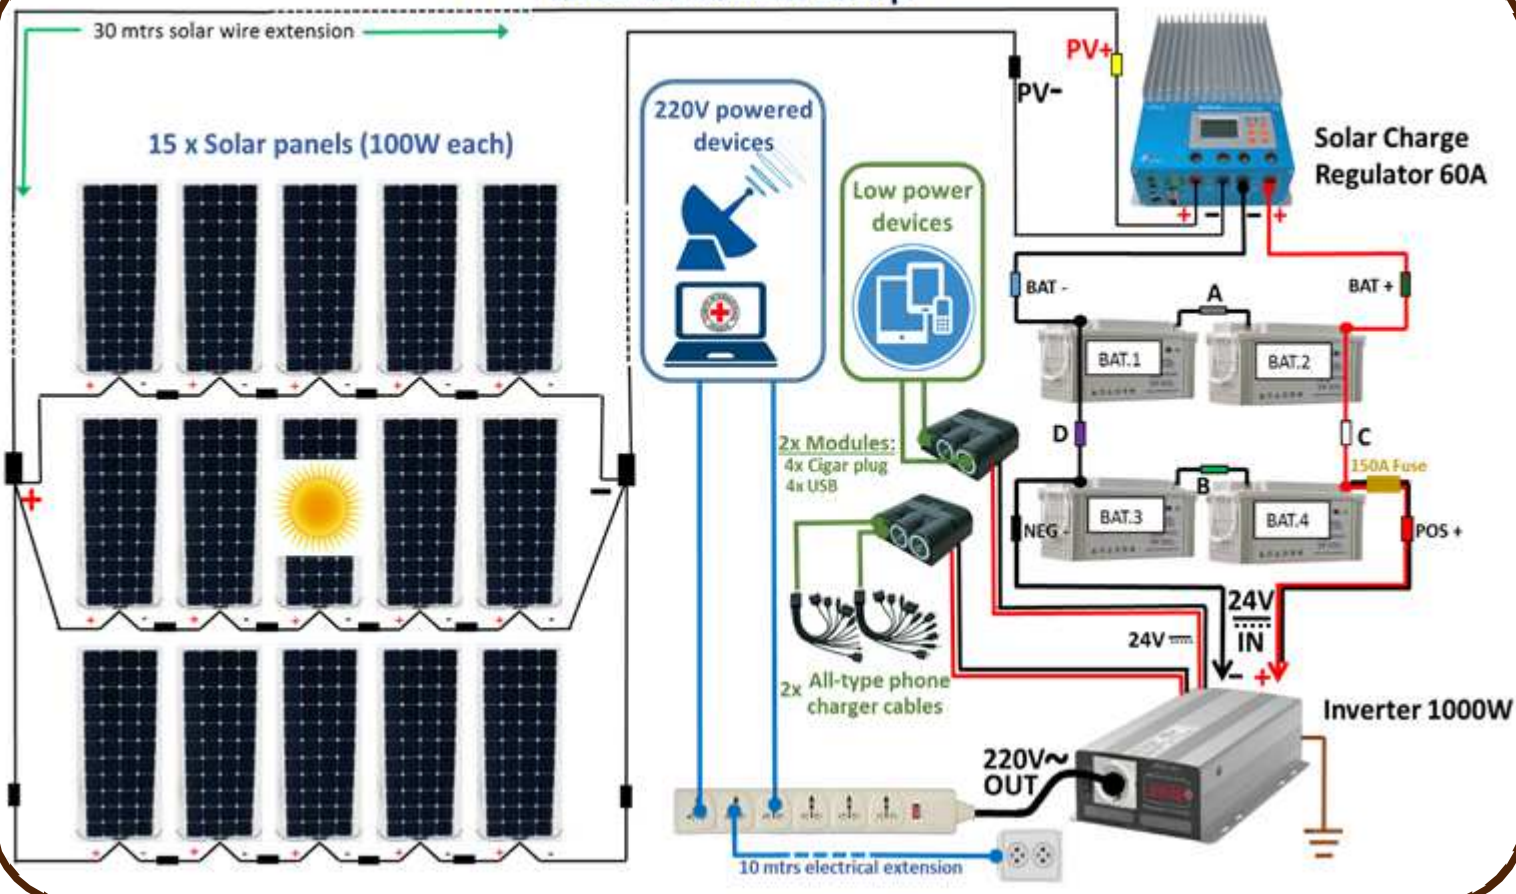 30 mtrs solar wire extension
PV+
PV-
15 x Solar panels (100W each)
220V powered
devices
Low power
devices
Solar Charge
Regulator 60A
+ - - +
BAT -
A
BAT +
BAT.1
BAT.2
D
C
2x Modules:
4x Cigar plug
4x USB
150A Fuse
B
BAT.3
BAT.4
NEG -
POS +
+
-
24V
IN
24V
- +
2x All-type phone
charger cables
Inverter 1000W
220V~
OUT
10 mtrs electrical extension
+ - + - + - + - + -
+ - + - + - + - + -
+ - + - + - + - + -